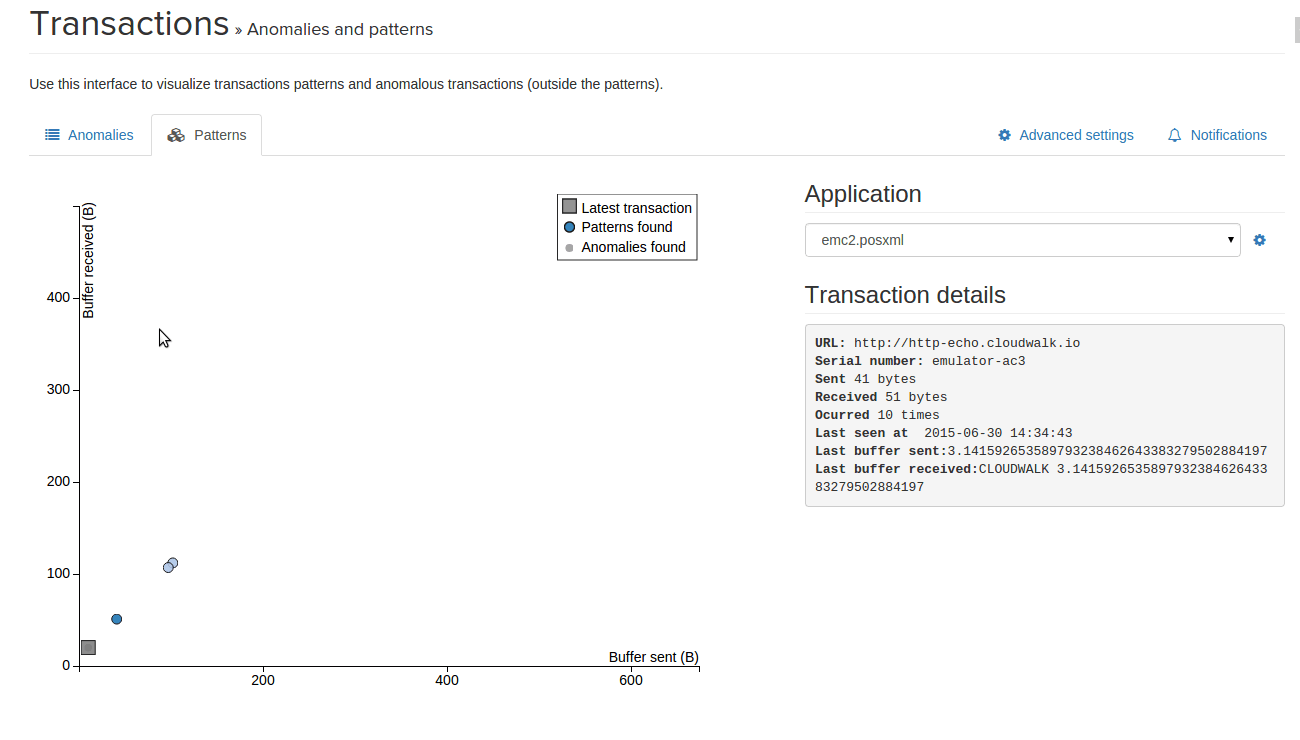 Transactions » Anomalies and patterns
Use this interface to visualize transactions patterns and anomalous transactions (outside the patterns).
Anomalies
Patterns
Advanced settings
Notifications
Buffer received (B)
400
300
200
100
0
200
400
600
Buffer sent (B)
Latest transaction
Patterns found
Anomalies found
Application
emc2.posxml
Transaction details
URL: http://http-echo.cloudwalk.io
Serial number: emulator-ac3
Sent 41 bytes
Received 51 bytes
Ocurred 10 times
Last seen at 2015-06-30 14:34:43
Last buffer sent:3.141592653589793238462643383279502884197
Last buffer received:CLOUDWALK 3.1415926535897932384626433
83279502884197